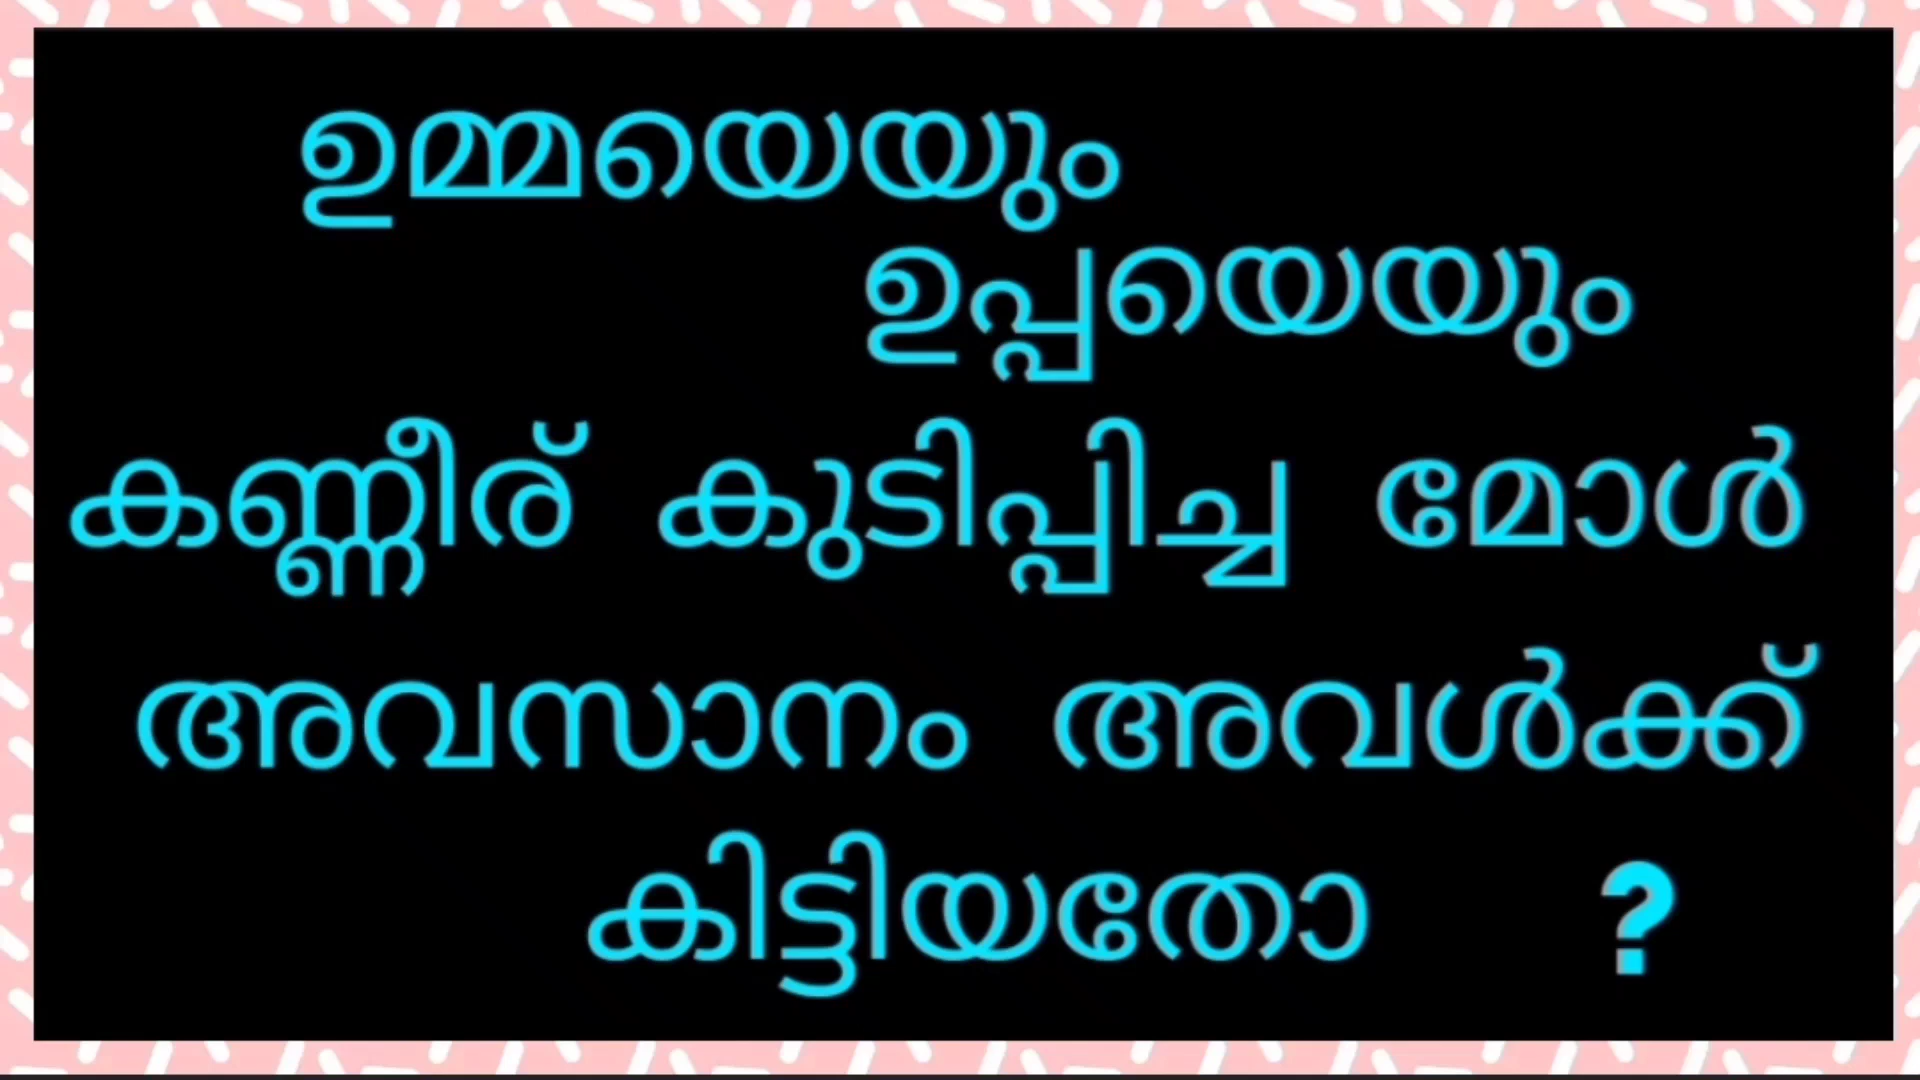 ഉമ്മയെയും
ഉപ്പയെയും
കണ്ണീര് കുടിപ്പിച്ച മോൾ
അവസാനം അവൾക്ക്
കിട്ടിയതോ ?